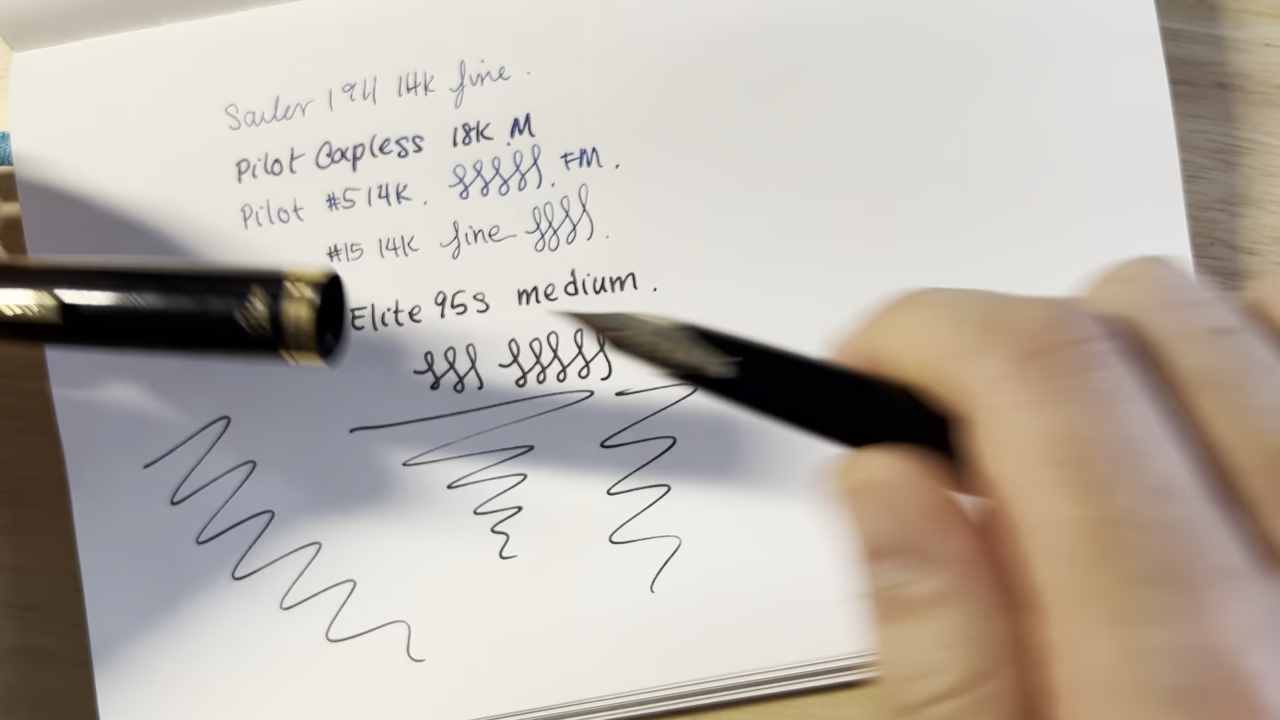 Sailor 1911 14K fine.
Pilot Capless 18K M
Pilot #5 14K. FM.
#15 14K fine
Elite 95s medium.